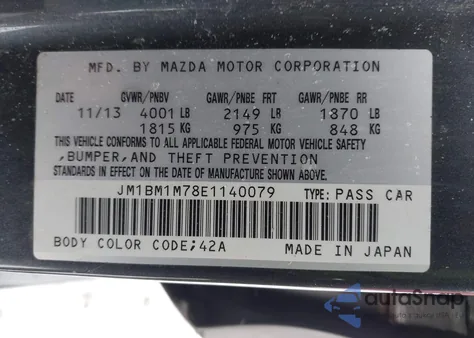 MFD. BY MAZDA MOTOR CORPORATION
DATE GVWR/PNBV GAWR/PNBE FRT GAWR/PNBE RR
11/13 4001 LB 2149 LB 1870 LB
1815 KG 975 KG 848 KG
THIS VEHICLE CONFORMS TO ALL APPLICABLE FEDERAL MOTOR VEHICLE SAFETY
,BUMPER,AND THEFT PREVENTION
STANDARDS IN EFFECT ON THE DATE OF MANUFACTURE SHOWN ABOVE.
JM1BM1M78E1140079 TYPE: PASS CAR
BODY COLOR CODE;42A MADE IN JAPAN
autoSnap